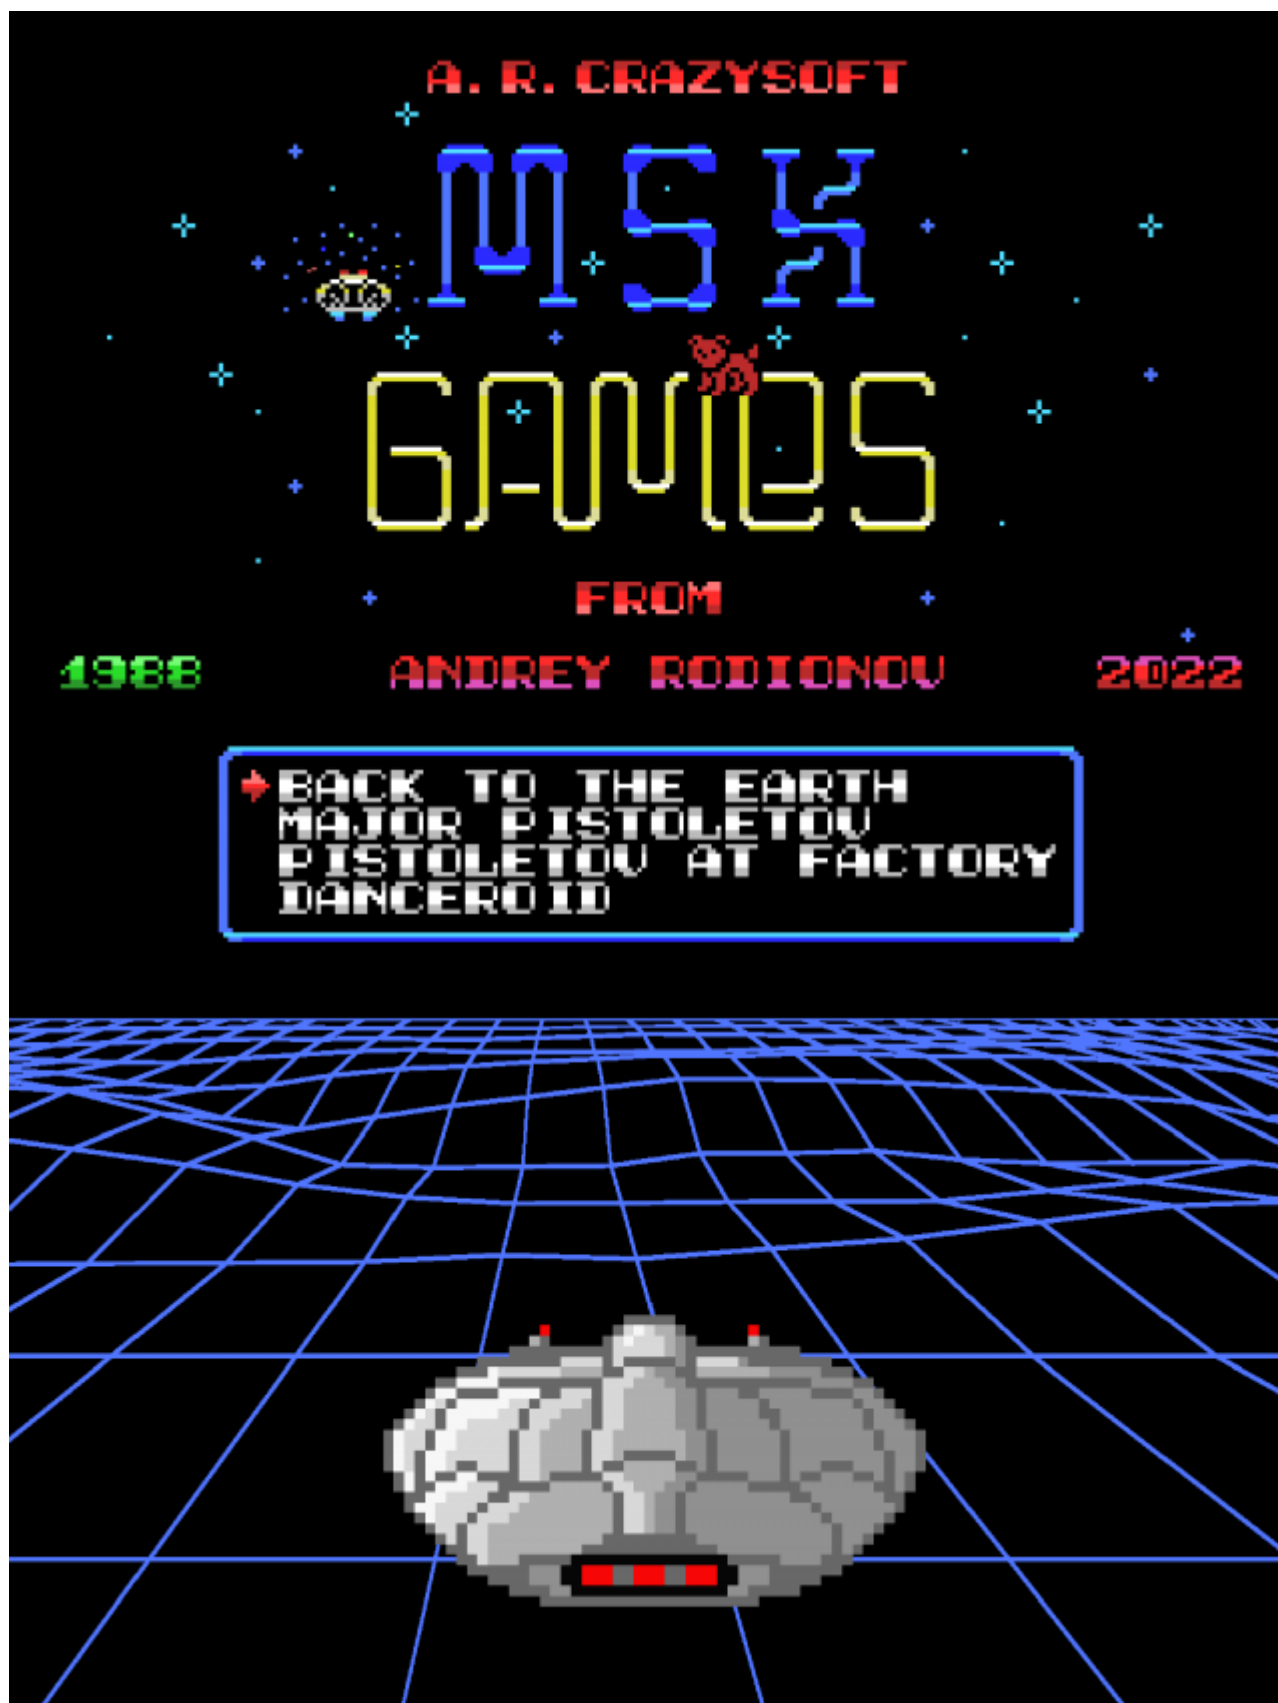 A.R.CRAZYSOFT
MSX
GAMES
FROM
1988 ANDREY RODIONOV 2022
BACK TO THE EARTH
MAJOR PISTOLETOV
PISTOLETOV AT FACTORY
DANCEROID